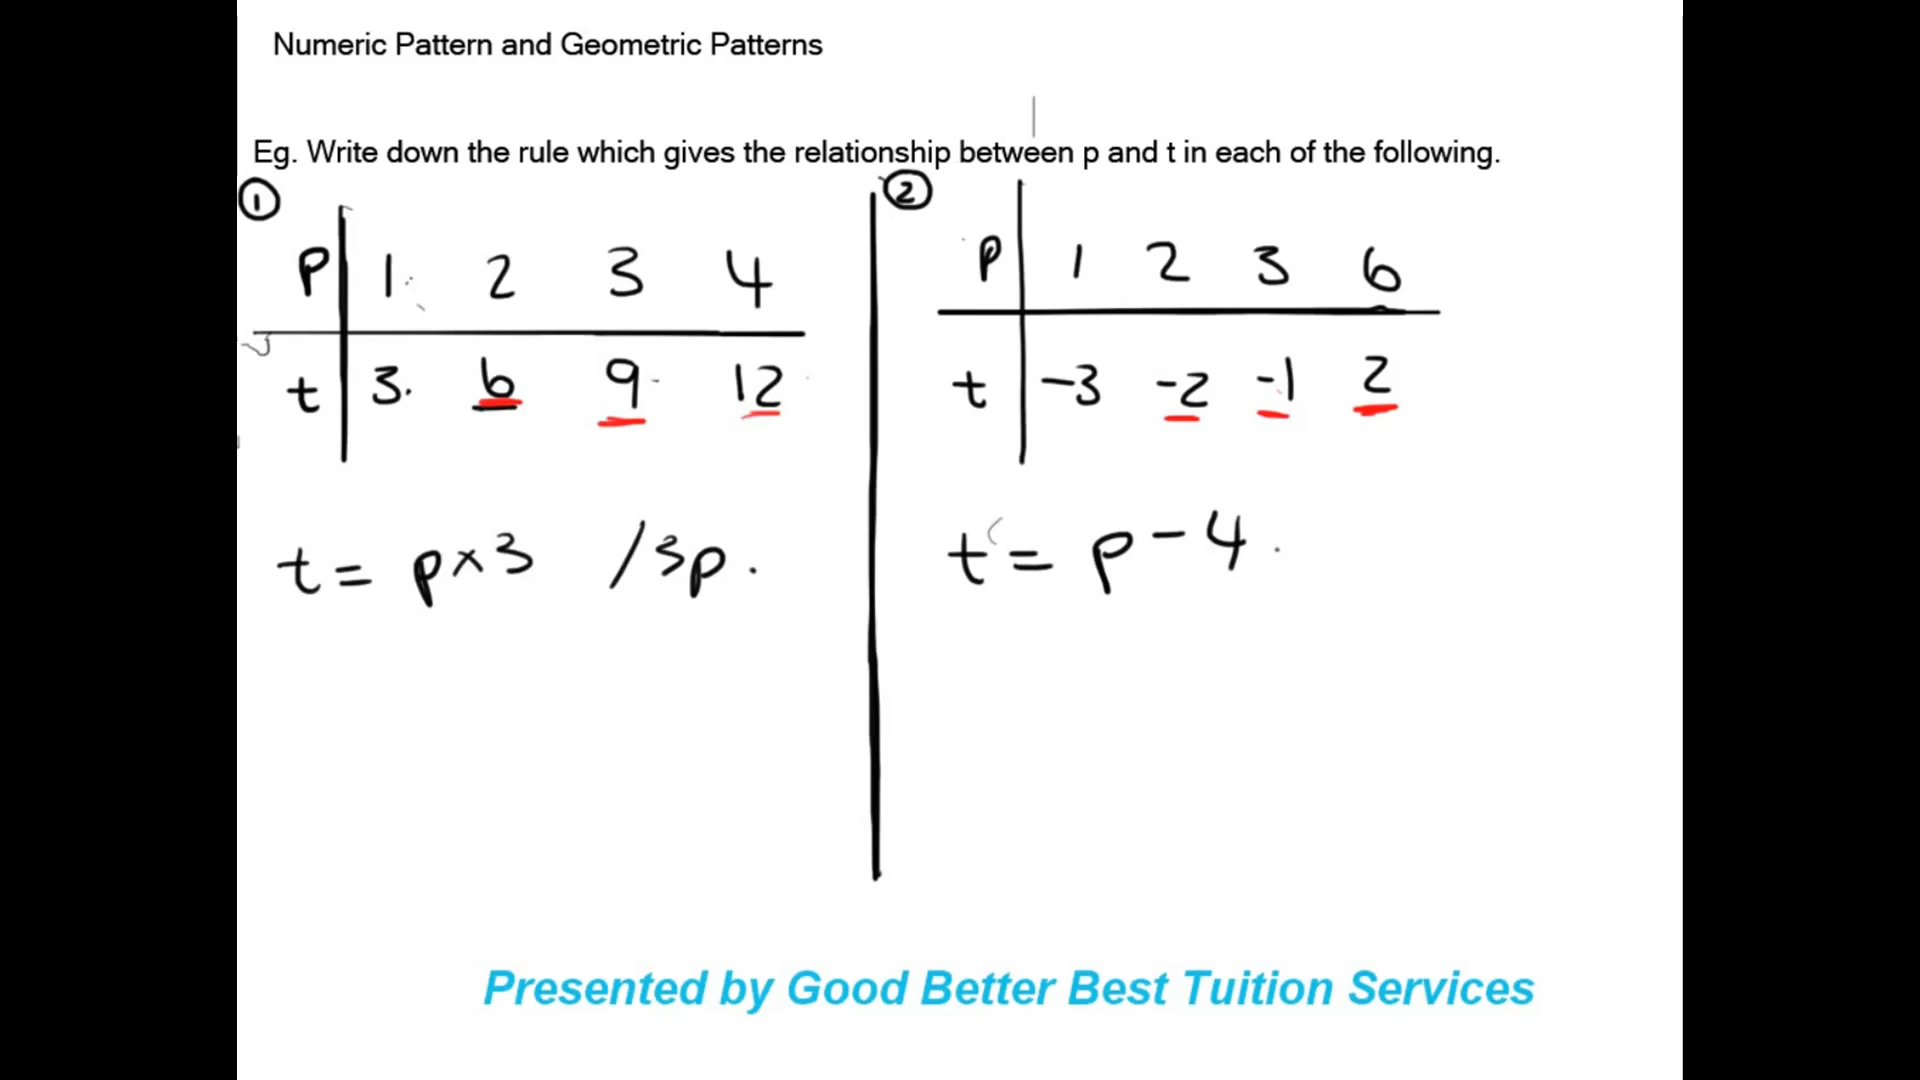 Numeric Pattern and Geometric Patterns
Eg. Write down the rule which gives the relationship between p and t in each of the following.
①
P 1 2 3 4
t 3 6 9 12
t = p × 3 / 3p.
②
p 1 2 3 6
t -3 -2 -1 2
t = p - 4.
Presented by Good Better Best Tuition Services